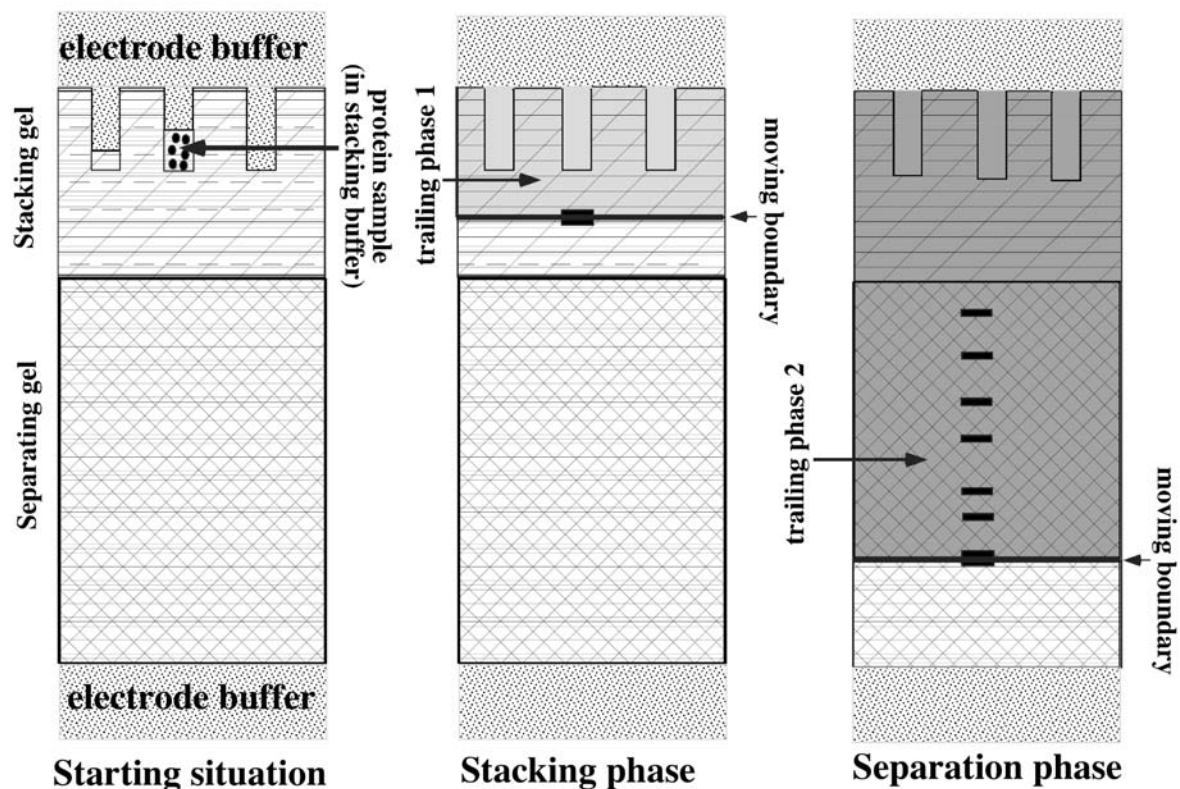 electrode buffer
Stacking gel
protein sample
(in stacking
buffer)
trailing phase 1
moving boundary
Separating gel
trailing phase 2
moving boundary
electrode buffer
Starting situation
Stacking phase
Separation phase